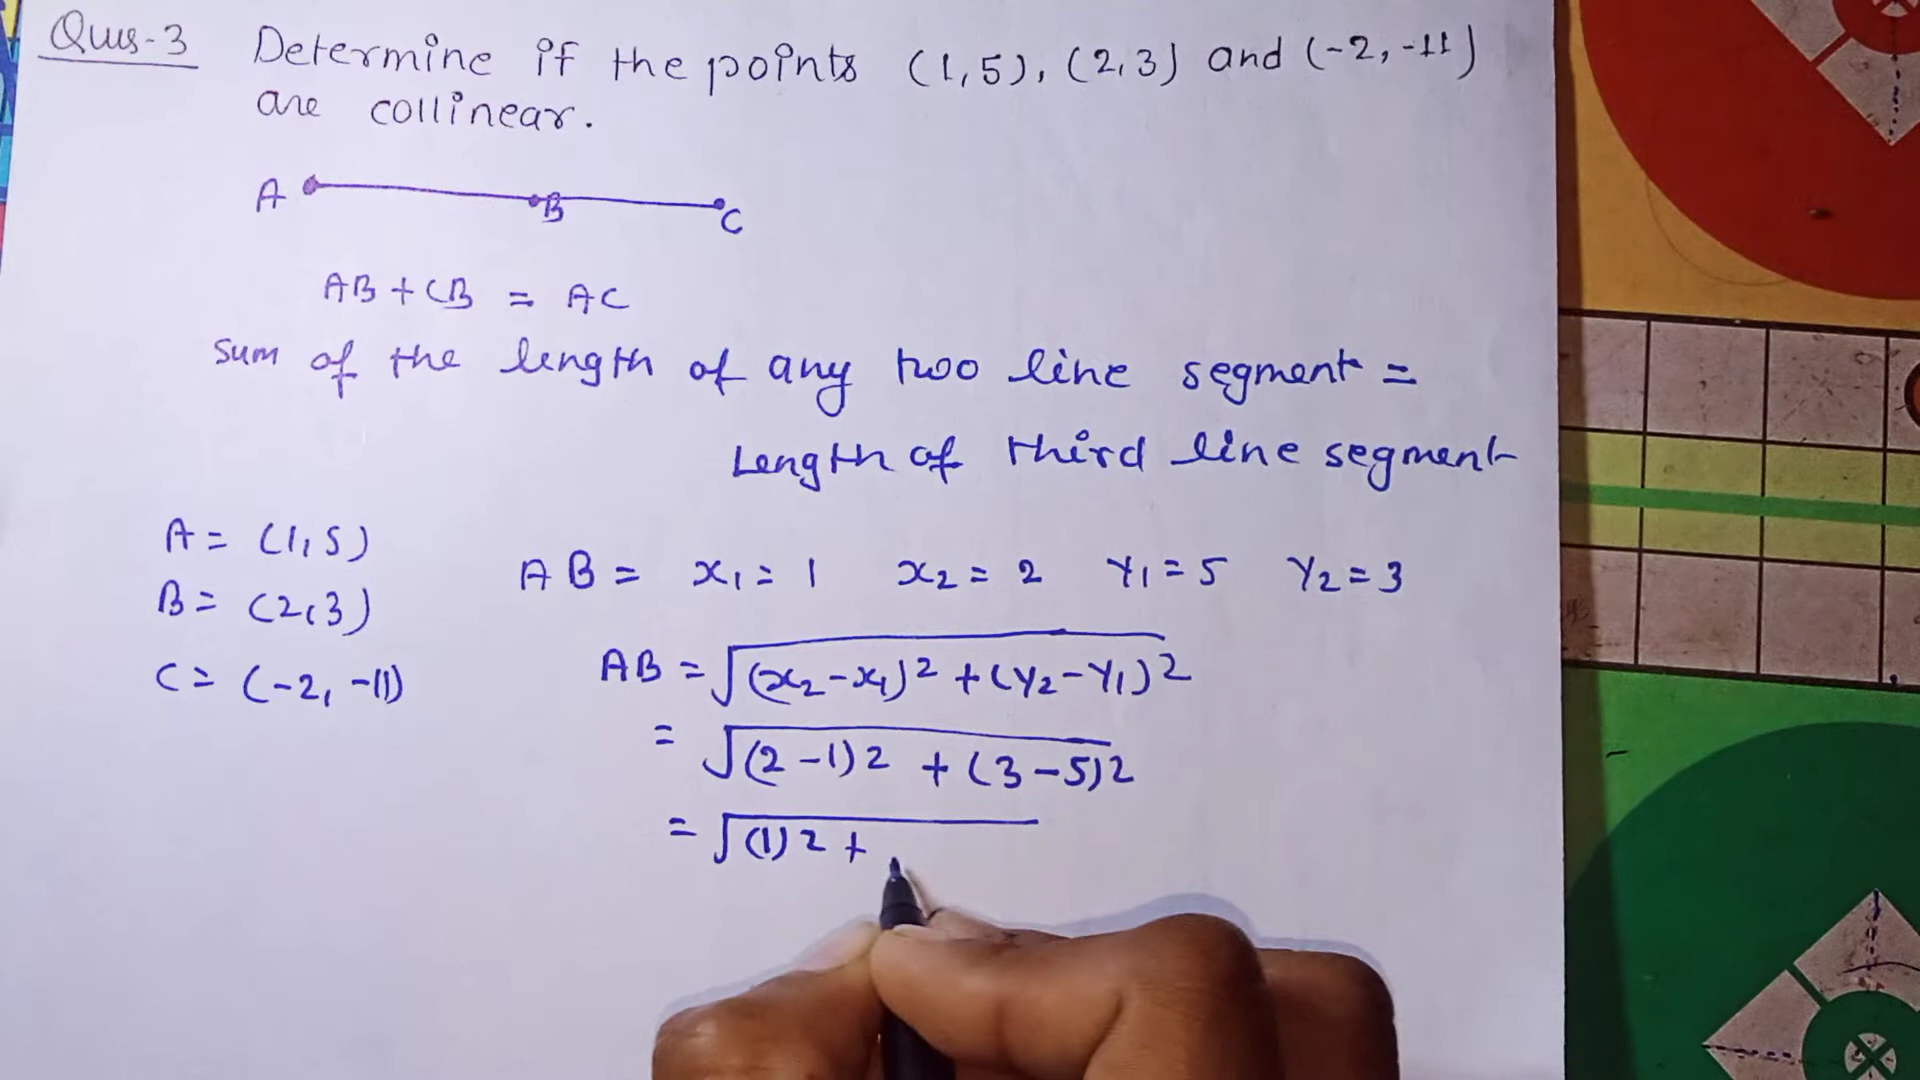 Ques-3 Determine if the points (1,5), (2,3) and (-2,-11)
are collinear.
A B C
AB + CB = AC
Sum of the length of any two line segment =
Length of third line segment
A = (1,5)
B = (2,3)
C = (-2, -11)
AB = x₁ = 1 x₂ = 2 Y₁ = 5 Y₂ = 3
AB = √(x₂-x₁)² + (Y₂-Y₁)²
= √(2-1)² + (3-5)²
= √(1)² +